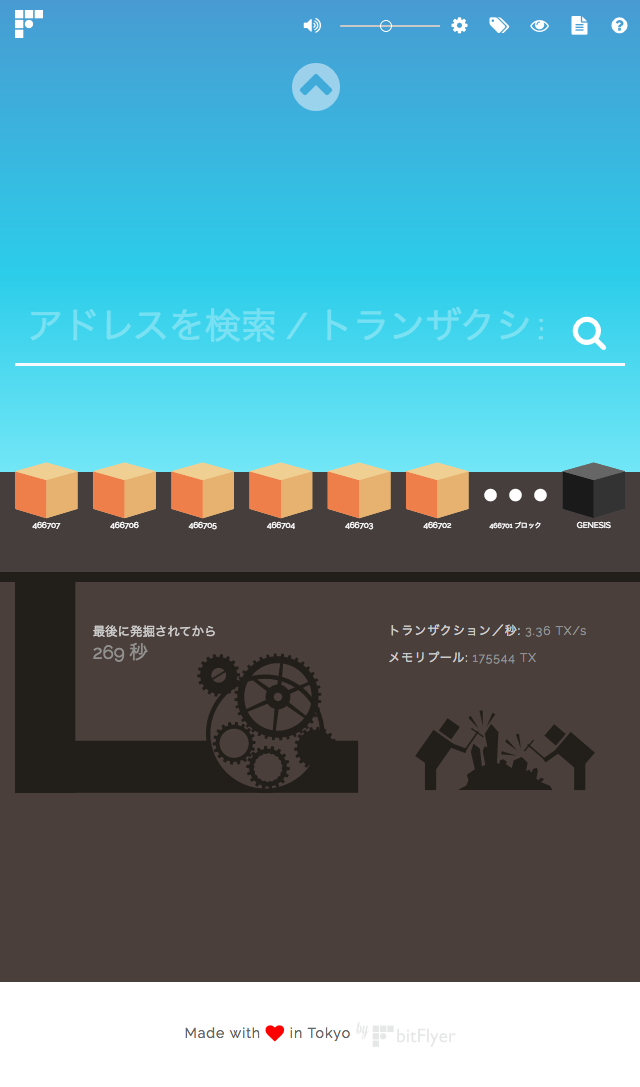 アドレスを検索 / トランザクシ
466707
466706
466705
466704
466703
466702
466701 ブロック
GENESIS
最後に発掘されてから
269 秒
トランザクション／秒: 3.36 TX/s
メモリプール: 175544 TX
Made with in Tokyo by bitFlyer